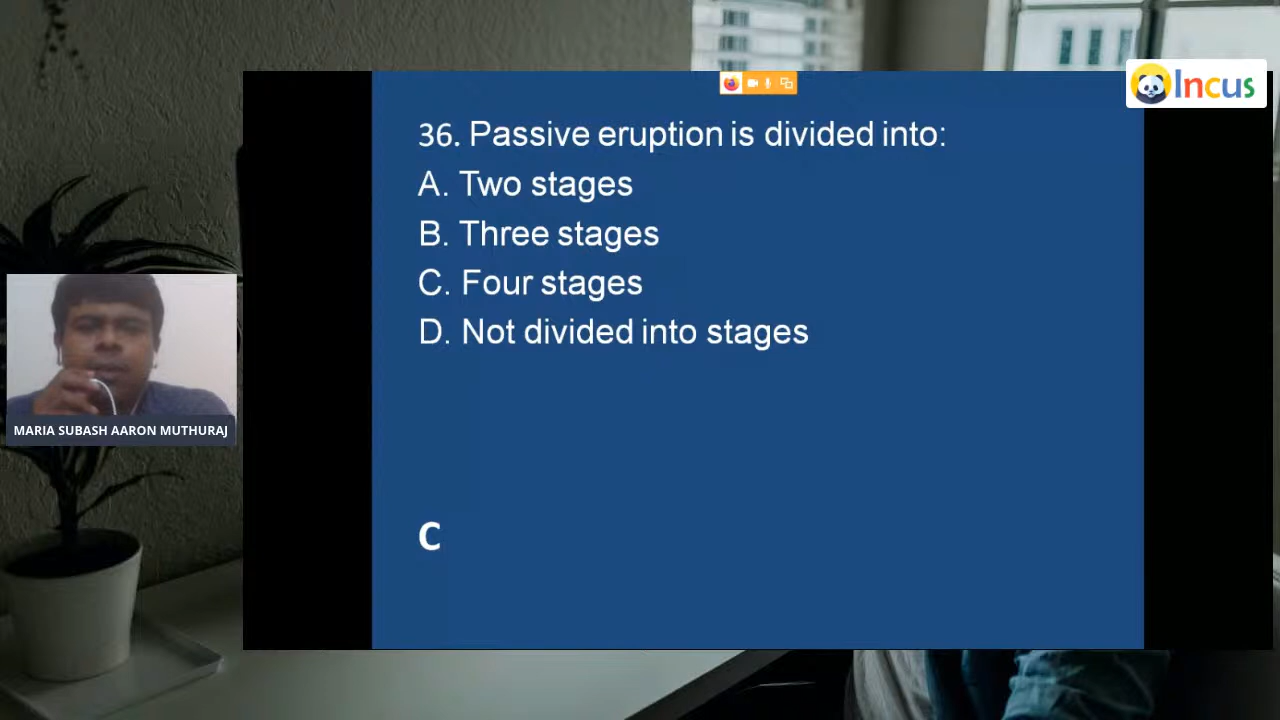 Incus
36. Passive eruption is divided into:
A. Two stages
B. Three stages
C. Four stages
D. Not divided into stages
MARIA SUBASH AARON MUTHURAJ
C